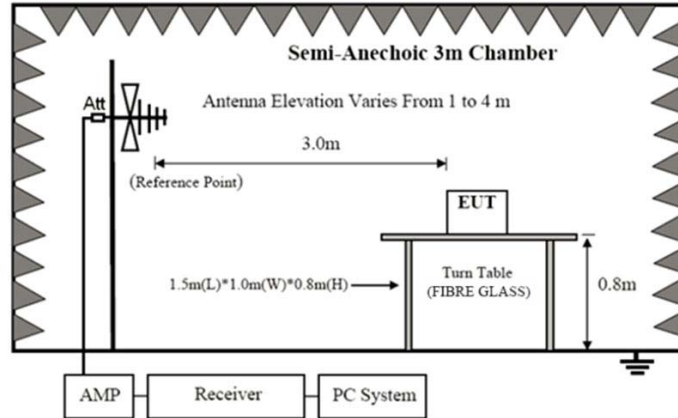 Semi-Anechoic 3m Chamber
Att
Antenna Elevation Varies From 1 to 4 m
3.0m
(Reference Point)
EUT
1.5m(L)*1.0m(W)*0.8m(H)
Turn Table
(FIBRE GLASS)
0.8m
AMP
Receiver
PC System